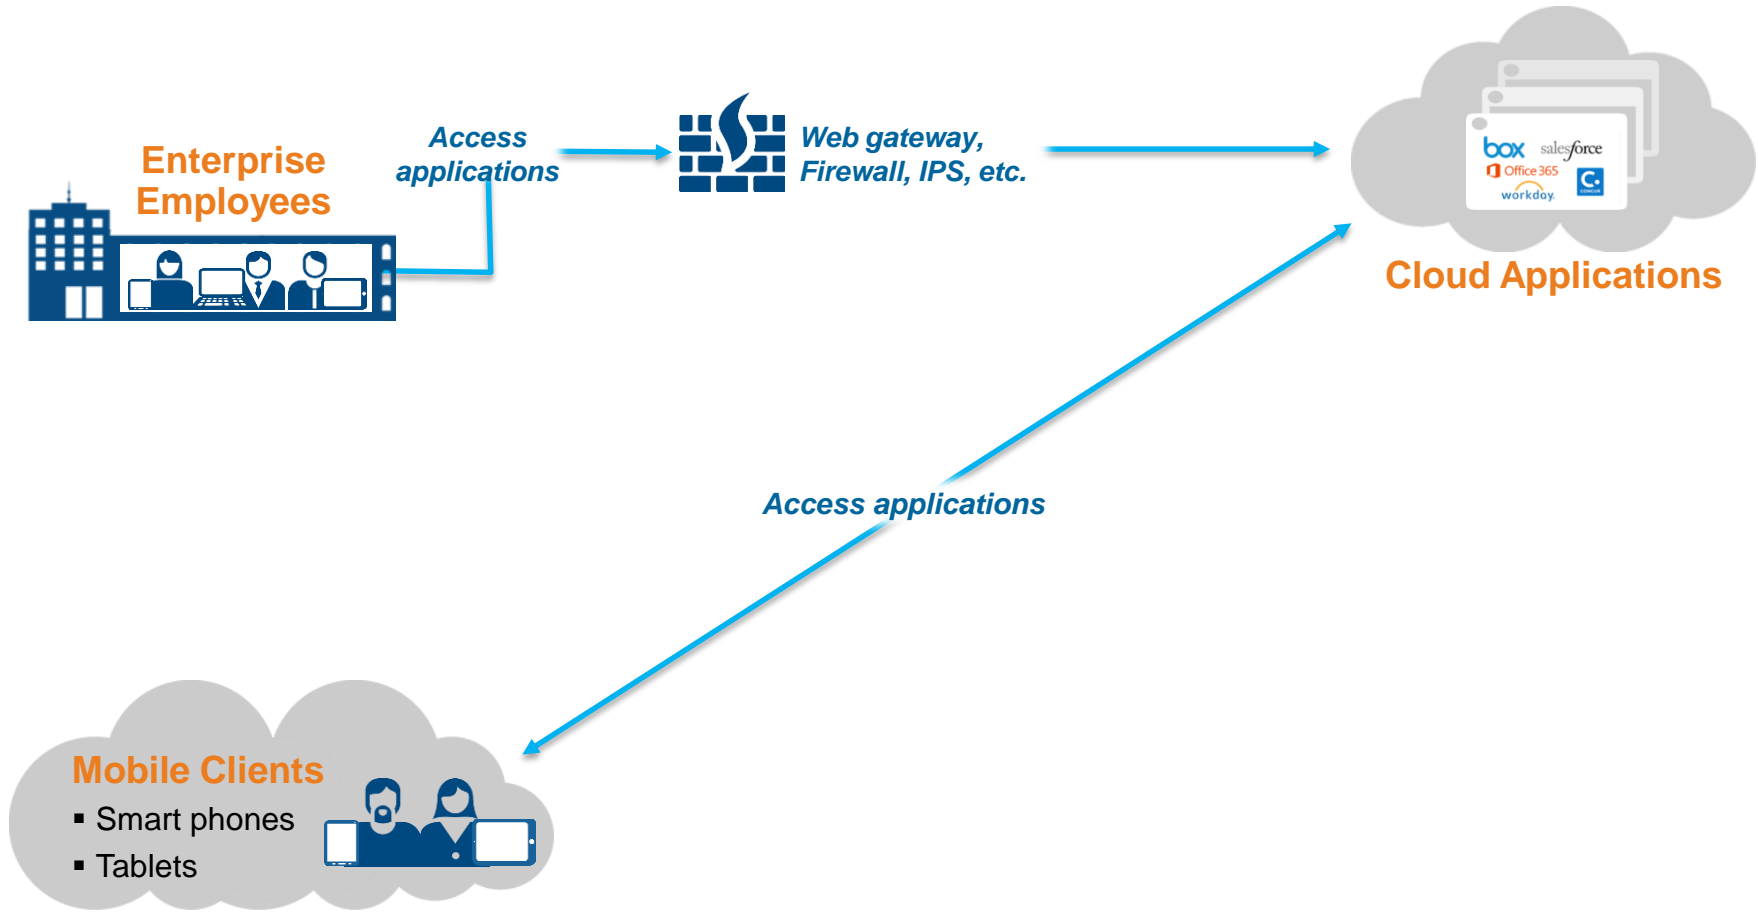 Enterprise
Employees
Access
applications
Web gateway,
Firewall, IPS, etc.
box salesforce
Office 365
C.
CONCUR
workday.
Cloud Applications
Access applications
Mobile Clients
▪ Smart phones
▪ Tablets